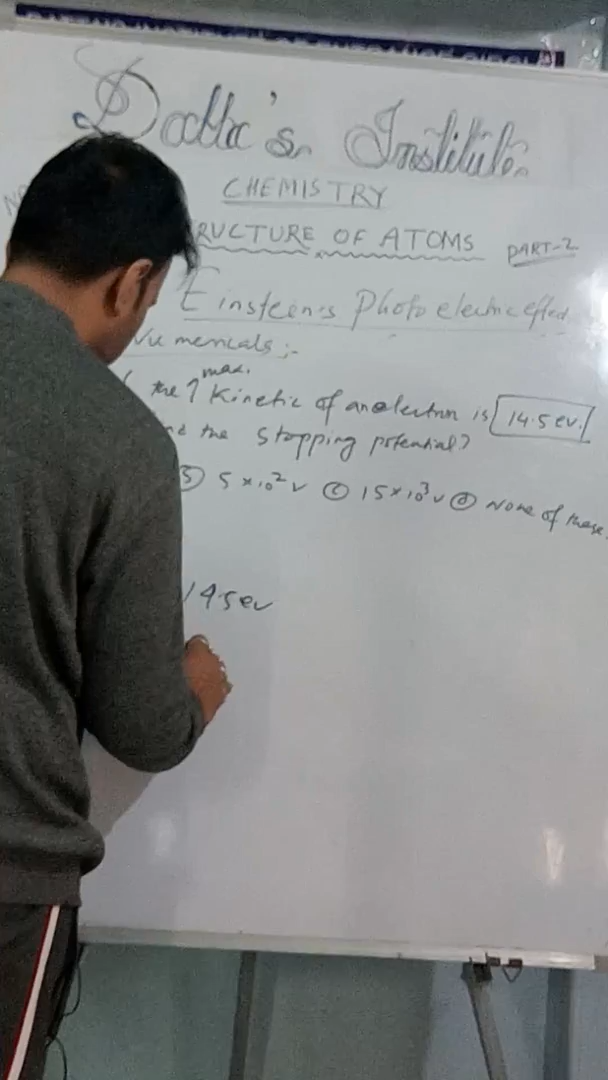 Dutta's Institute
CHEMISTRY
RUCTURE OF ATOMS PART-2
Einstein's Photo electric effect
Numericals :-
max.
the Kinetic of an electron is 14.5 ev.
the stopping potential?
5 × 10² v ⓒ 15 × 10³ v ⓓ None of these.
14.5 ev